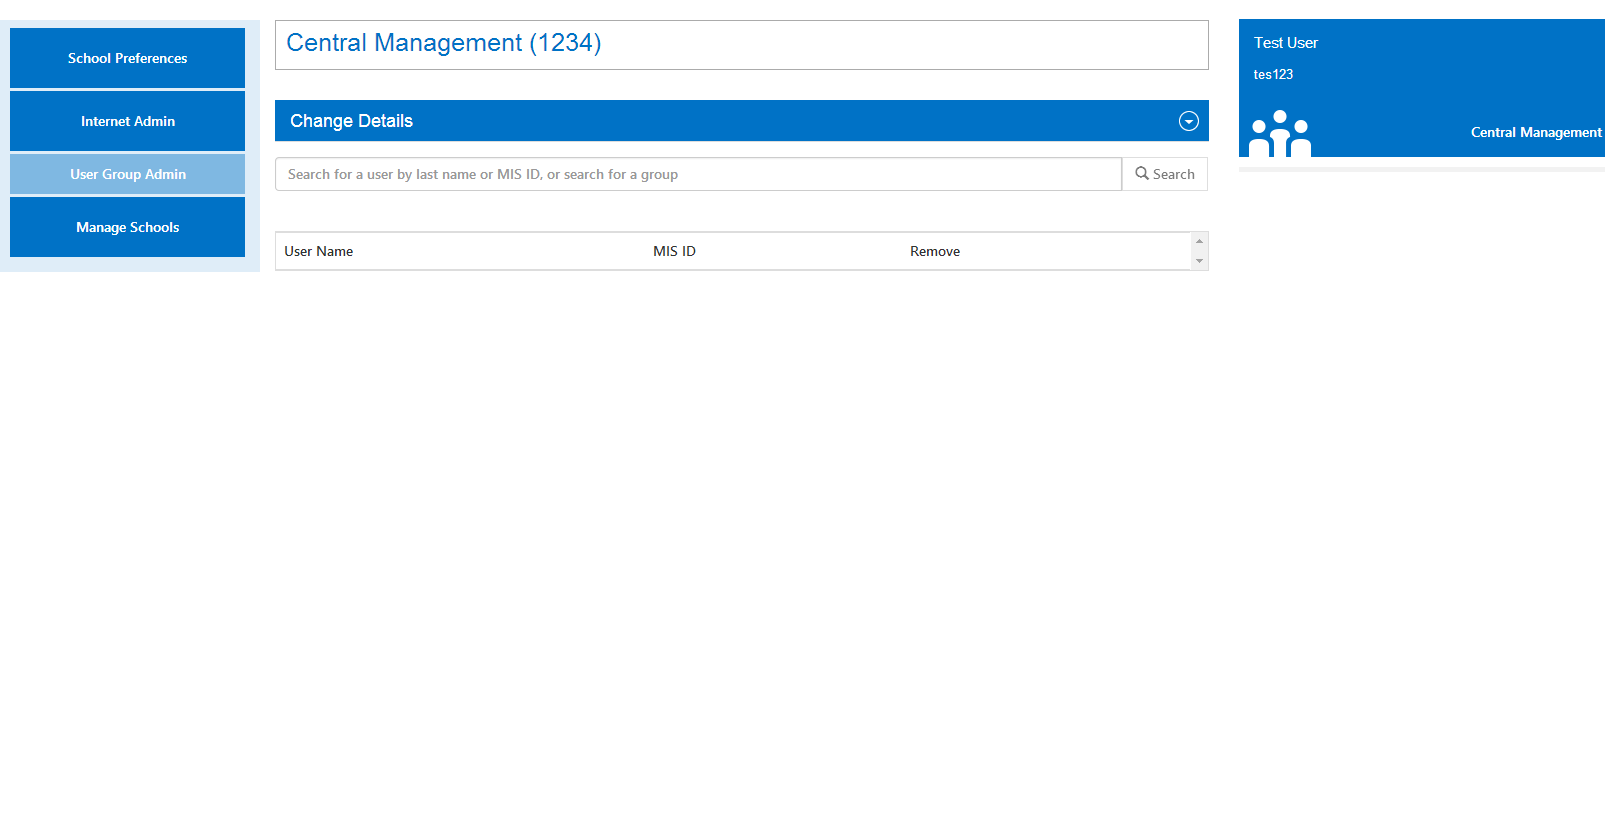 School Preferences
Internet Admin
User Group Admin
Manage Schools
Central Management (1234)
Change Details
Search for a user by last name or MIS ID, or search for a group
Search
User Name MIS ID Remove
Test User
tes123
Central Management